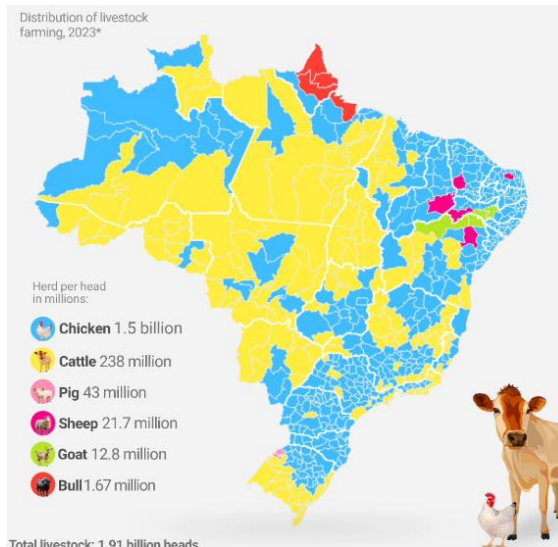 Distribution of livestock
farming, 2023*
Herd per head
in millions:
Chicken 1.5 billion
Cattle 238 million
Pig 43 million
Sheep 21.7 million
Goat 12.8 million
Bull 1.67 million
Total livestock: 1.91 billion heads